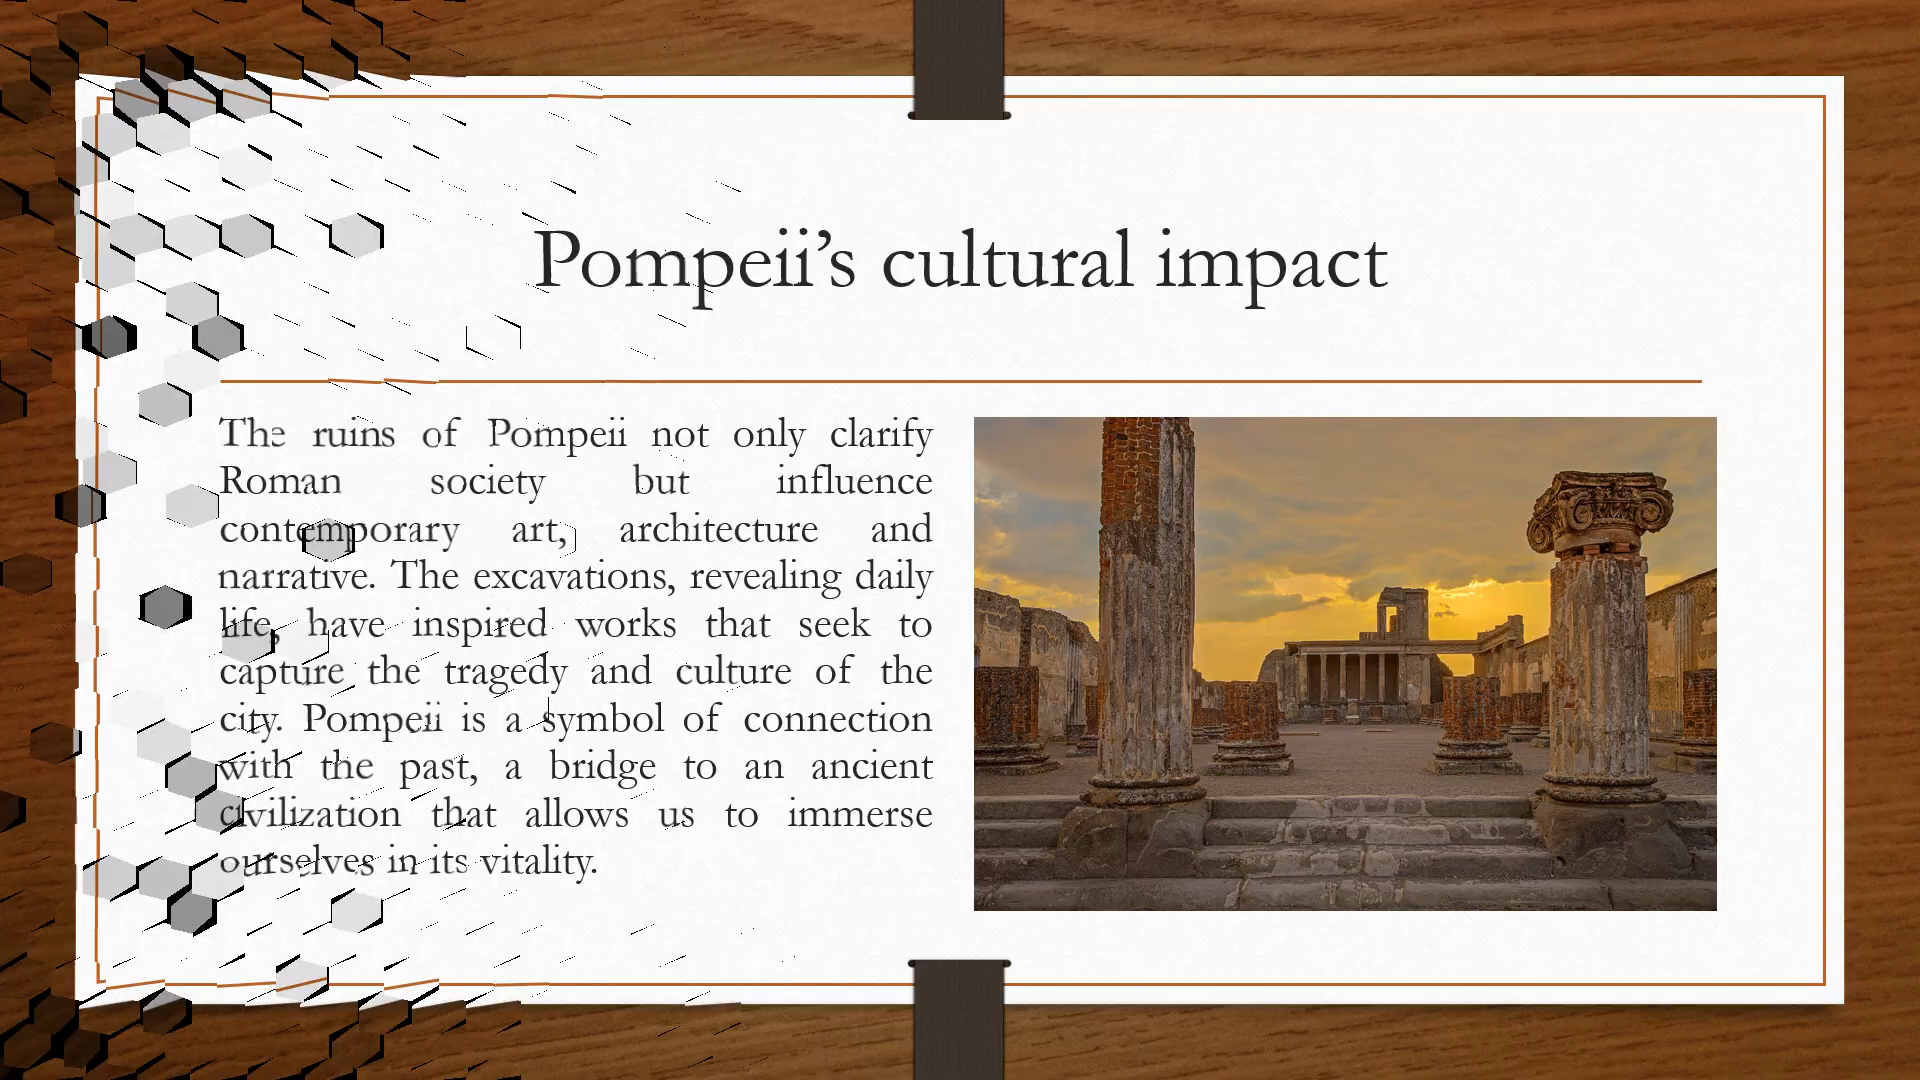 Pompeii’s cultural impact
The ruins of Pompeii not only clarify
Roman society but influence
contemporary art, architecture and
narrative. The excavations, revealing daily
life, have inspired works that seek to
capture the tragedy and culture of the
city. Pompeii is a symbol of connection
with the past, a bridge to an ancient
civilization that allows us to immerse
ourselves in its vitality.